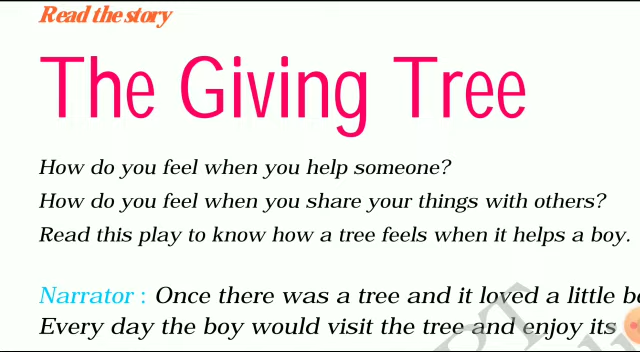 Read the story
The Giving Tree
How do you feel when you help someone?
How do you feel when you share your things with others?
Read this play to know how a tree feels when it helps a boy.
Narrator : Once there was a tree and it loved a little
Every day the boy would visit the tree and enjoy its